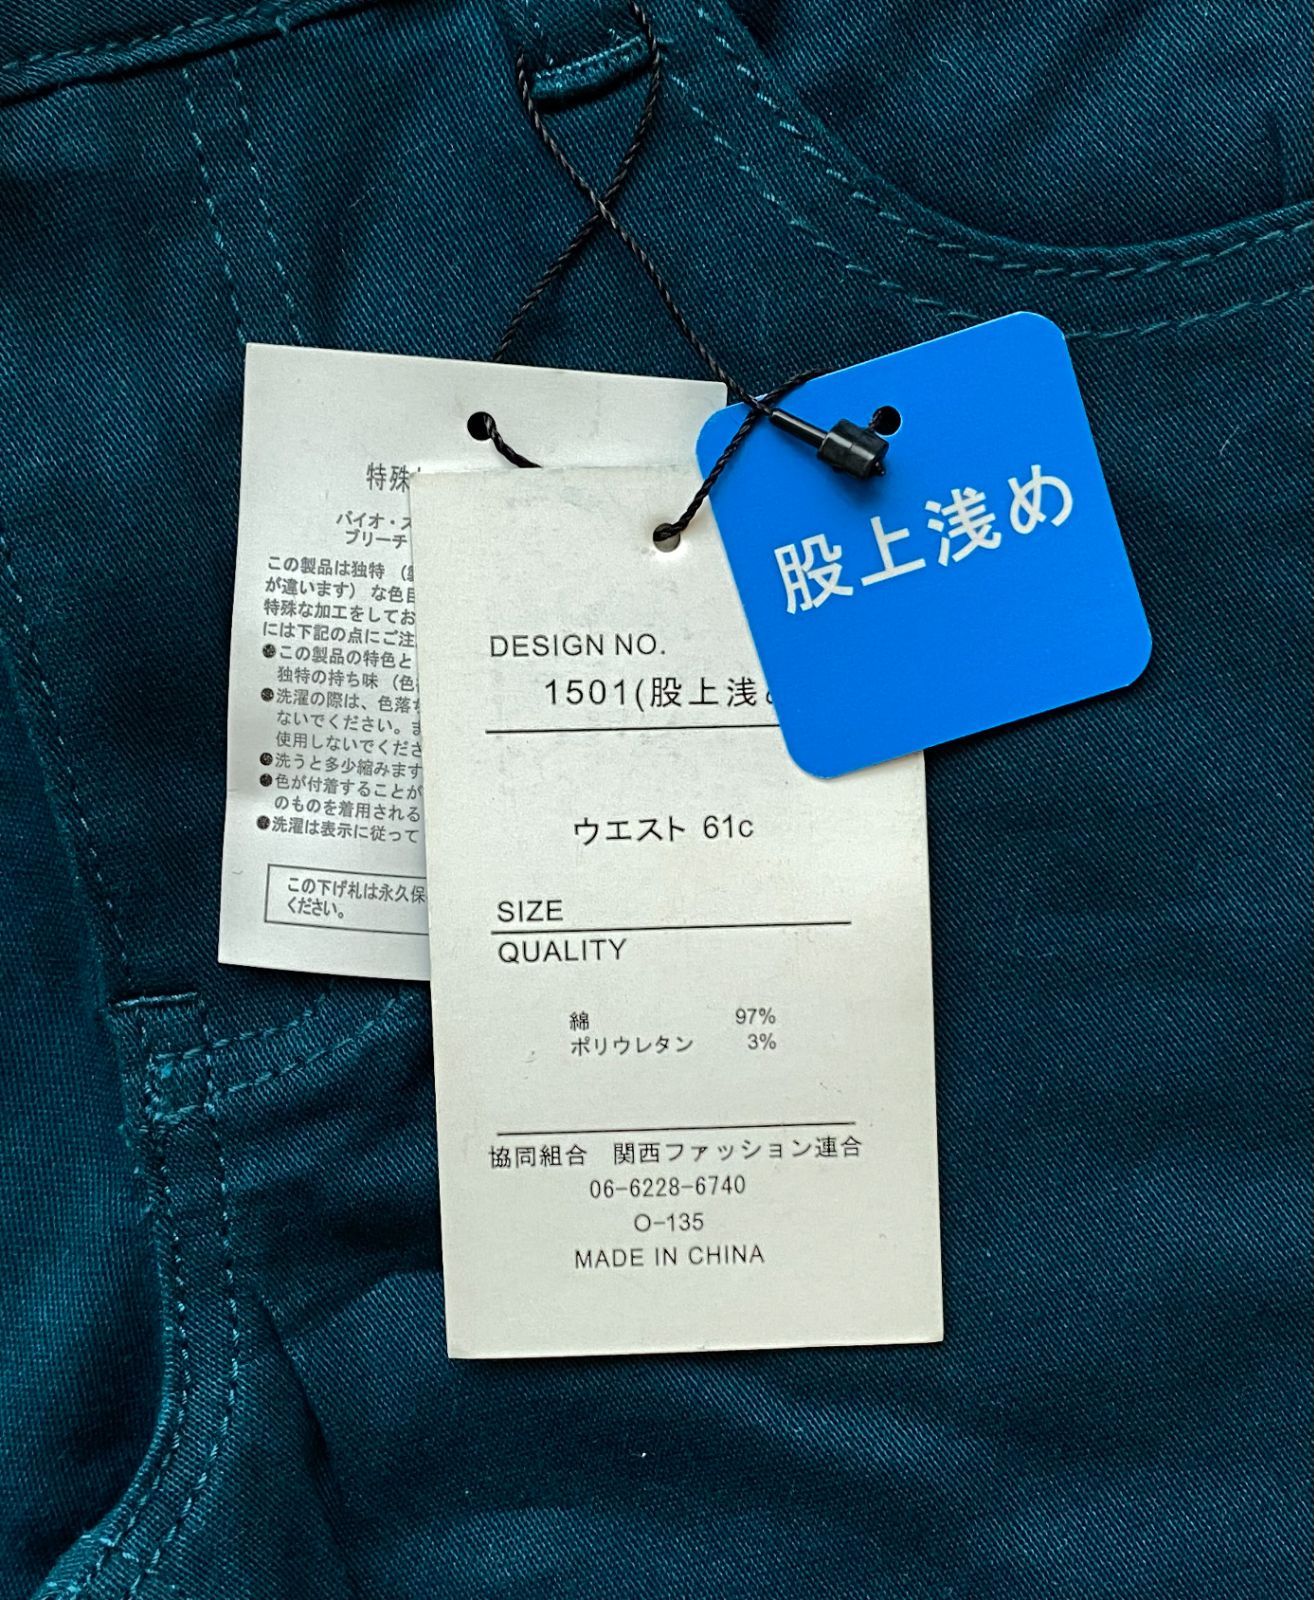 特殊
バイオ・ス
ブリーチ
この製品は独特 （
が違います） な色目
特殊な加工をしてお
には下記の点にご注
●この製品の特色と
独特の持ち味（色
●洗濯の際は、色落
ないでください。ま
使用しないでくださ
●洗うと多少縮みます
●色が付着することが
のものを着用される
●洗濯は表示に従って
この下げ札は永久保
ください。
股上浅め
DESIGN NO.
1501(股上浅
ウエスト 61c
SIZE
QUALITY
綿 97%
ポリウレタン 3%
協同組合 関西ファッション連合
06-6228-6740
O-135
MADE IN CHINA